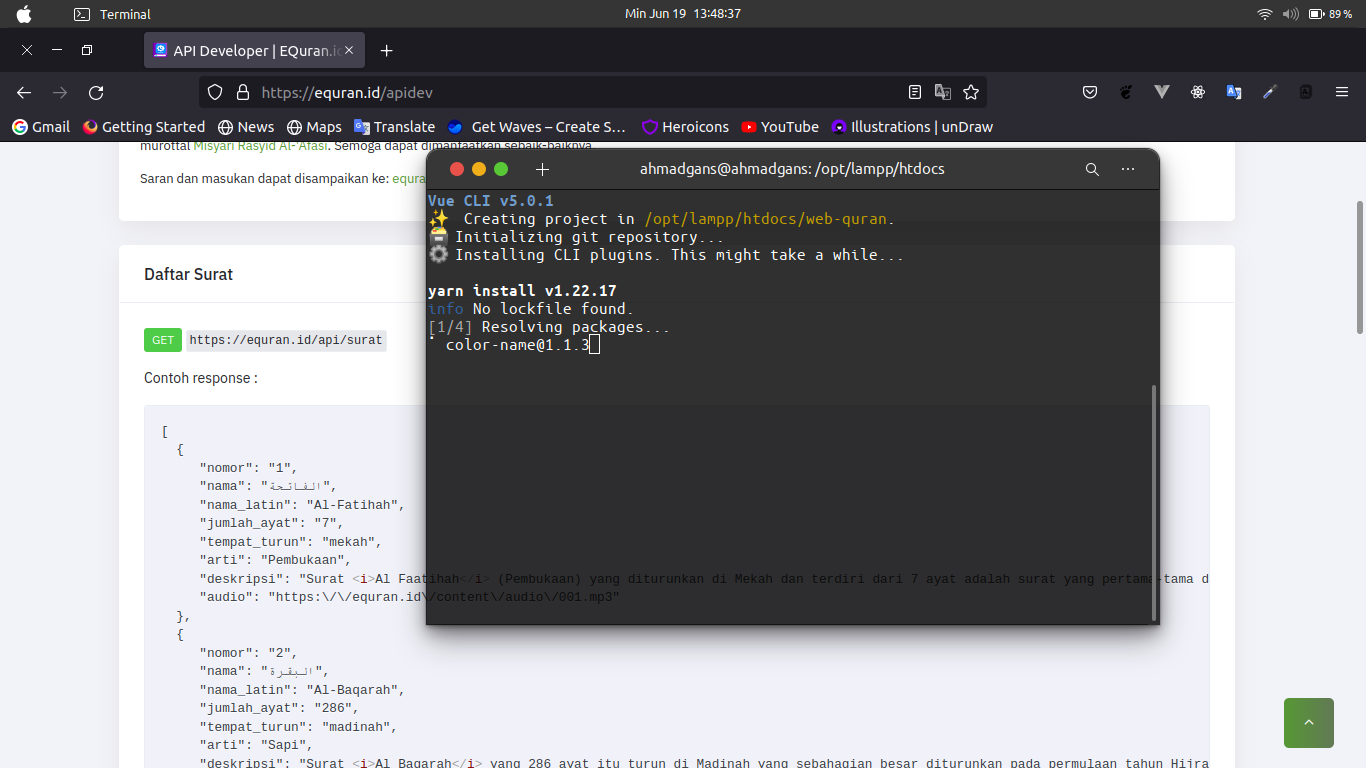 Terminal
Min Jun 19 13:48:37
89 %
API Developer | EQuran.id
https://equran.id/apidev
Gmail
Getting Started
News
Maps
Translate
Get Waves – Create S…
Heroicons
YouTube
Illustrations | unDraw
murottal Misyari Rasyid Al-'Afasi. Semoga dapat dimanfaatkan sebaik-baiknya.
Saran dan masukan dapat disampaikan ke: equra
Daftar Surat
GET https://equran.id/api/surat
Contoh response :
[
{
"nomor": "1",
"nama": "الفاتحة",
"nama_latin": "Al-Fatihah",
"jumlah_ayat": "7",
"tempat_turun": "mekah",
"arti": "Pembukaan",
"deskripsi": "Surat <i>Al Faatihah</i> (Pembukaan) yang diturunkan di Mekah dan terdiri dari 7 ayat adalah surat yang pertama-tama d
"audio": "https:\/\/equran.id\/content\/audio\/001.mp3"
},
{
"nomor": "2",
"nama": "البقرة",
"nama_latin": "Al-Baqarah",
"jumlah_ayat": "286",
"tempat_turun": "madinah",
"arti": "Sapi",
"deskripsi": "Surat <i>Al Baqarah</i> yang 286 ayat itu turun di Madinah yang sebahagian besar diturunkan pada permulaan tahun Hijra
ahmadgans@ahmadgans: /opt/lampp/htdocs
Vue CLI v5.0.1
✨ Creating project in /opt/lampp/htdocs/web-quran.
🗃 Initializing git repository...
⚙ Installing CLI plugins. This might take a while...
yarn install v1.22.17
info No lockfile found.
[1/4] Resolving packages...
⠁ color-name@1.1.3